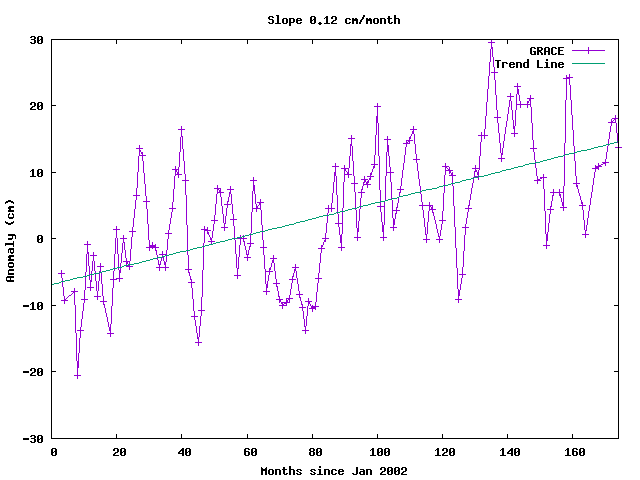 Slope 0.12 cm/month
GRACE
Trend Line
30
20
10
0
-10
-20
-30
Anomaly (cm)
0 20 40 60 80 100 120 140 160
Months since Jan 2002